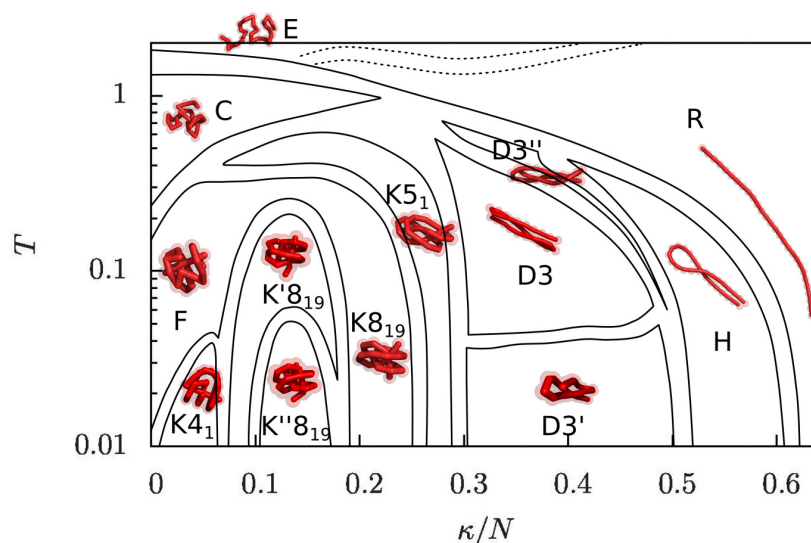 E
1
C
R
D3''
K5₁
T
0.1
D3
K'8₁₉
F
K8₁₉
H
K4₁
K''8₁₉
D3'
0.01
0 0.1 0.2 0.3 0.4 0.5 0.6
κ/N